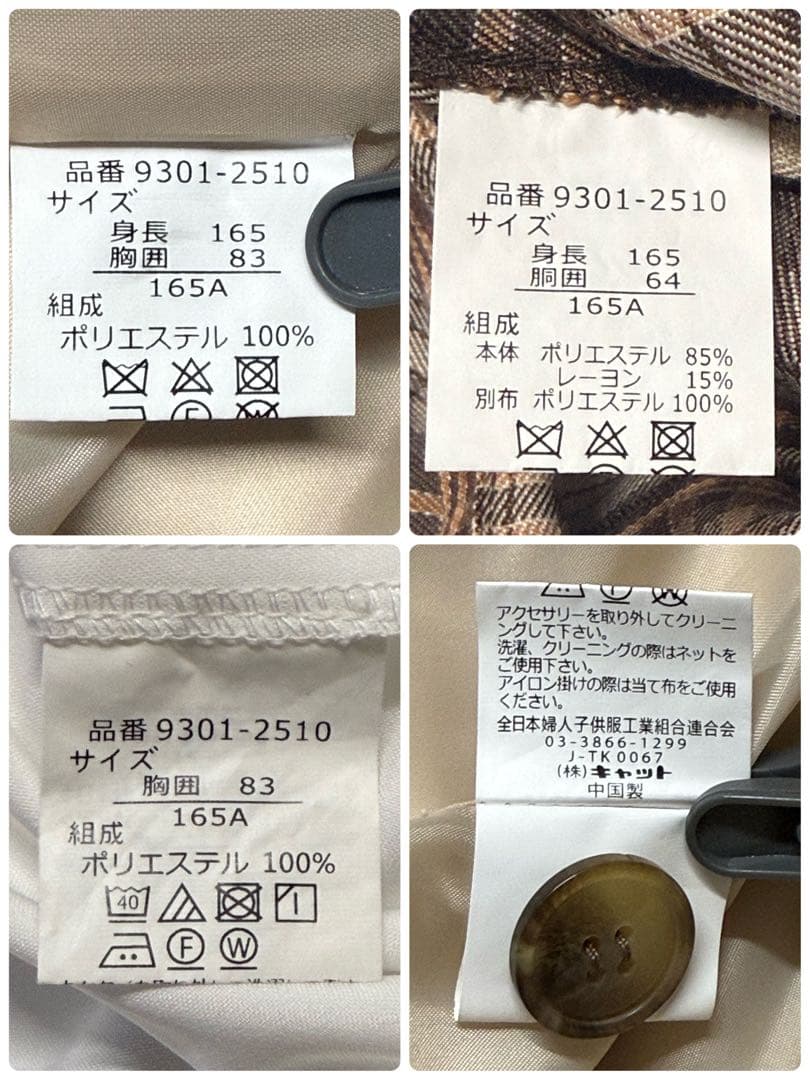 品番 9301-2510
サイズ
身長 165
胸囲 83
165A
組成
ポリエステル 100%
品番 9301-2510
サイズ
身長 165
胴囲 64
165A
組成
本体 ポリエステル 85%
レーヨン 15%
別布 ポリエステル 100%
品番 9301-2510
サイズ
胸囲 83
165A
組成
ポリエステル 100%
40
F W
F W
アクセサリーを取り外してクリーニ
ングして下さい。
洗濯、クリーニングの際はネットを
ご使用下さい。
アイロン掛けの際は当て布をご使用
ください。
全日本婦人子供服工業組合連合会
03-3866-1299
J-TK0067
(株)キャット
中国製